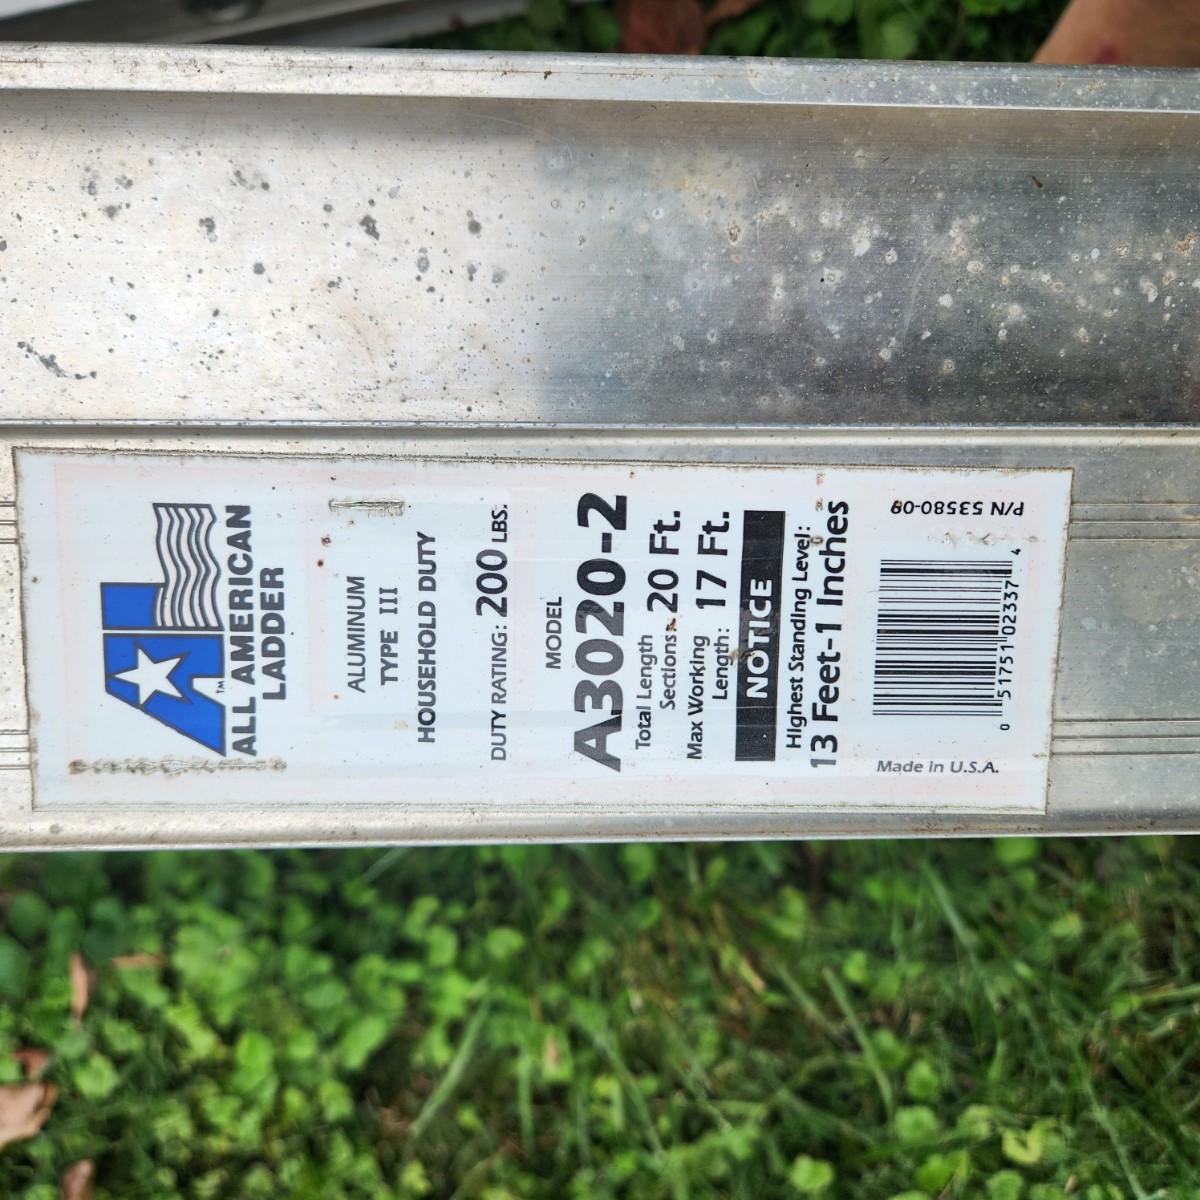 ALL AMERICAN
LADDER
ALUMINUM
TYPE III
HOUSEHOLD DUTY
DUTY RATING: 200 LBS.
MODEL
A3020-2
Total Length
Sections: 20 Ft.
Max Working
Length: 17 Ft.
NOTICE
Highest Standing Level:
13 Feet-1 Inches
0 51751 02337 4
Made in U.S.A.
P/N 53580-09